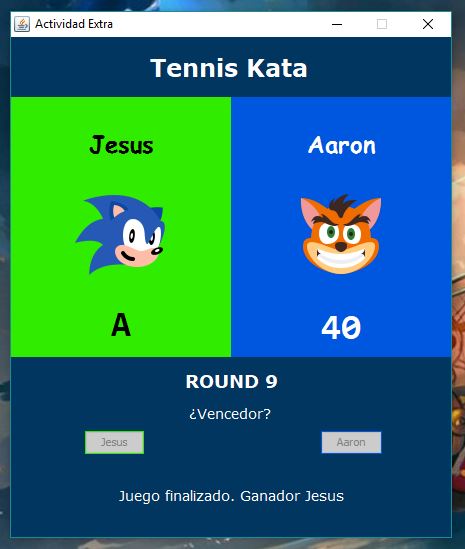 Actividad Extra
Tennis Kata
Jesus
Aaron
A
40
ROUND 9
¿Vencedor?
Jesus
Aaron
Juego finalizado. Ganador Jesus